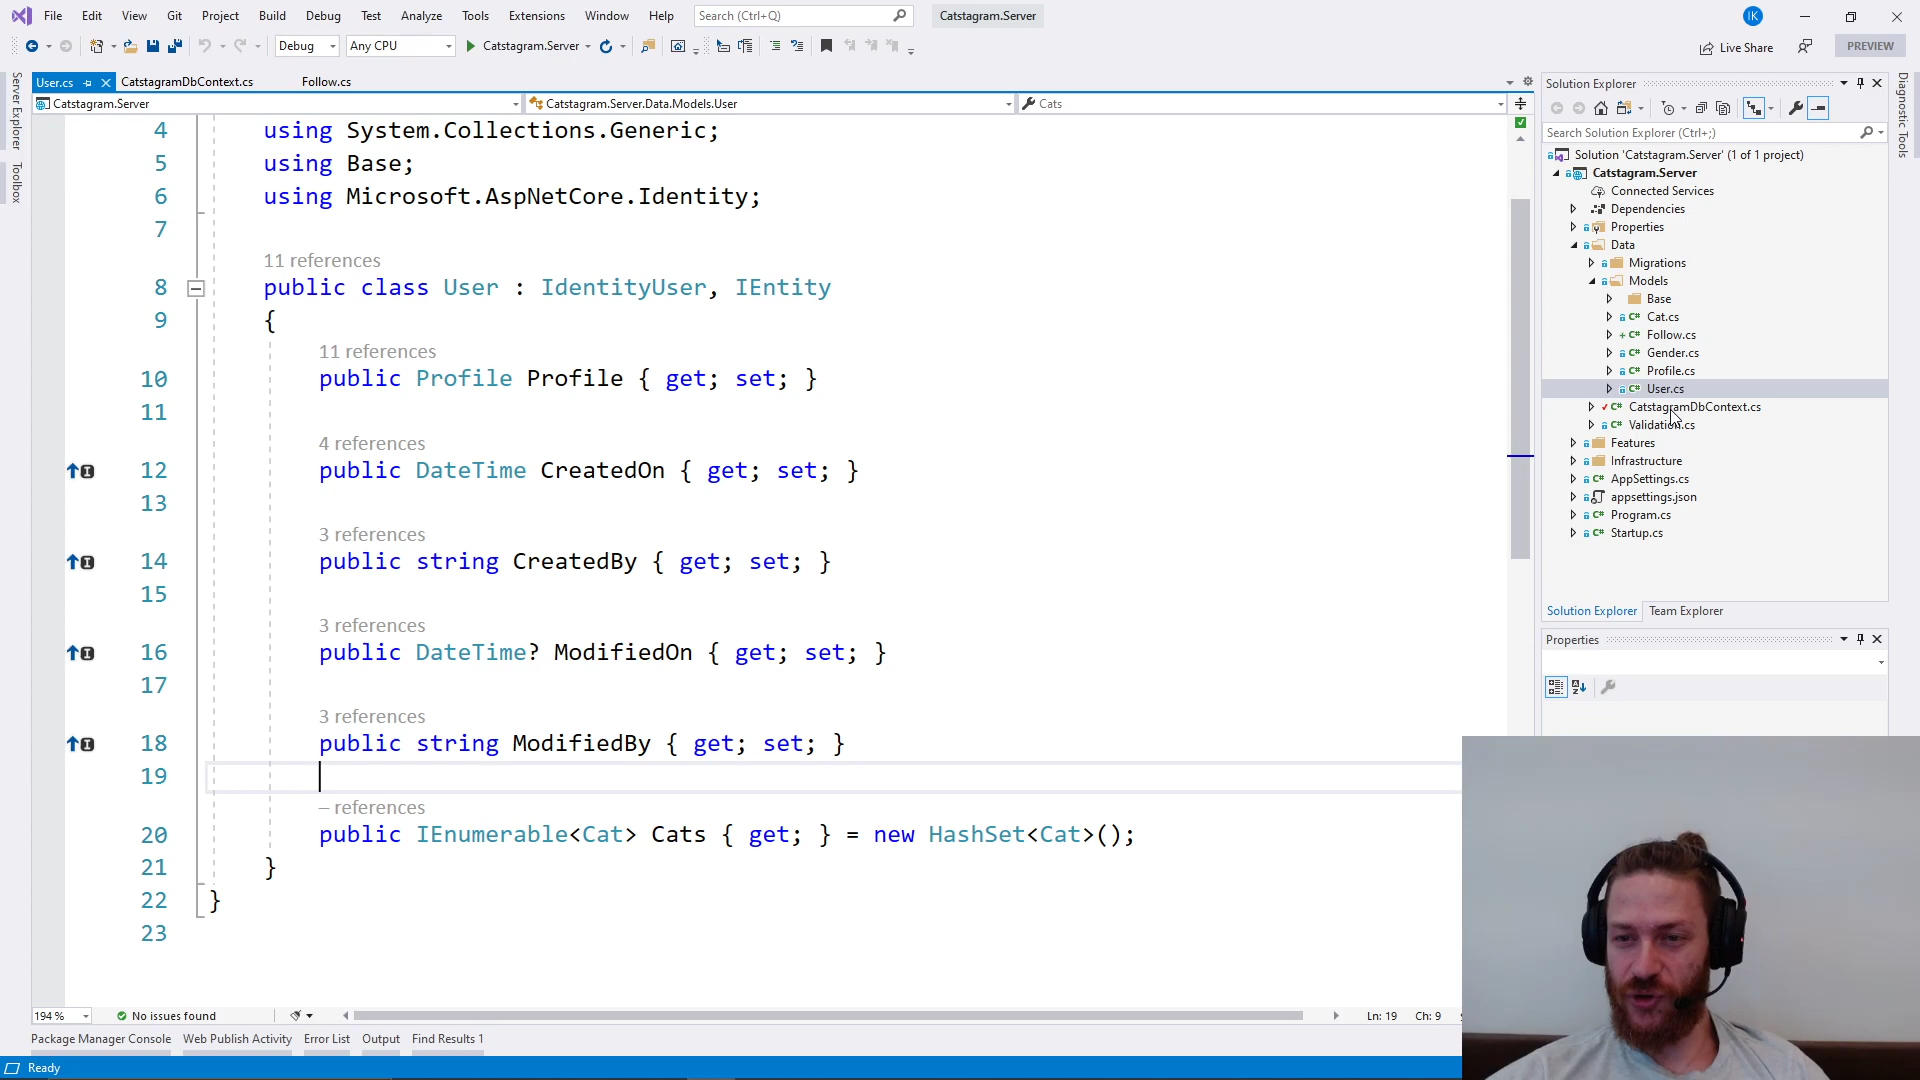 File Edit View Git Project Build Debug Test Analyze Tools Extensions Window Help Search (Ctrl+Q) Catstagram.Server IK
Debug Any CPU Catstagram.Server Live Share PREVIEW
User.cs CatstagramDbContext.cs Follow.cs
Catstagram.Server Catstagram.Server.Data.Models.User Cats
Server Explorer
Toolbox
4 using System.Collections.Generic;
5 using Base;
6 using Microsoft.AspNetCore.Identity;
7
11 references
8 public class User : IdentityUser, IEntity
9 {
11 references
10 public Profile Profile { get; set; }
11
4 references
12 public DateTime CreatedOn { get; set; }
13
3 references
14 public string CreatedBy { get; set; }
15
3 references
16 public DateTime? ModifiedOn { get; set; }
17
3 references
18 public string ModifiedBy { get; set; }
19
– references
20 public IEnumerable<Cat> Cats { get; } = new HashSet<Cat>();
21 }
22 }
23
194 % No issues found Ln: 19 Ch: 9
Package Manager Console Web Publish Activity Error List Output Find Results 1
Ready
Solution Explorer
Search Solution Explorer (Ctrl+;)
Solution 'Catstagram.Server' (1 of 1 project)
Catstagram.Server
Connected Services
Dependencies
Properties
Data
Migrations
Models
Base
Cat.cs
Follow.cs
Gender.cs
Profile.cs
User.cs
CatstagramDbContext.cs
Validation.cs
Features
Infrastructure
AppSettings.cs
appsettings.json
Program.cs
Startup.cs
Solution Explorer Team Explorer
Properties
Diagnostic Tools